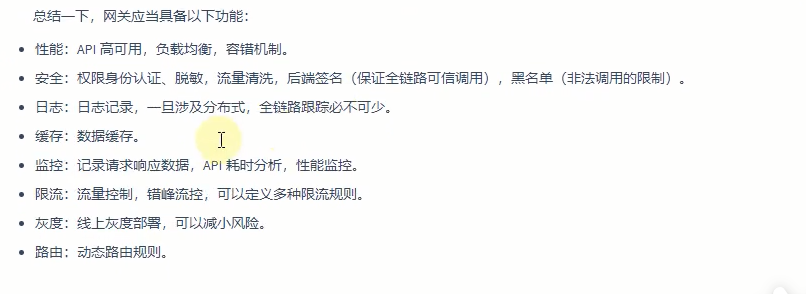 总结一下，网关应当具备以下功能：
• 性能：API 高可用，负载均衡，容错机制。
• 安全：权限身份认证、脱敏，流量清洗，后端签名（保证全链路可信调用），黑名单（非法调用的限制）。
• 日志：日志记录，一旦涉及分布式，全链路跟踪必不可少。
• 缓存：数据缓存。
• 监控：记录请求响应数据，API 耗时分析，性能监控。
• 限流：流量控制，错峰流控，可以定义多种限流规则。
• 灰度：线上灰度部署，可以减小风险。
• 路由：动态路由规则。